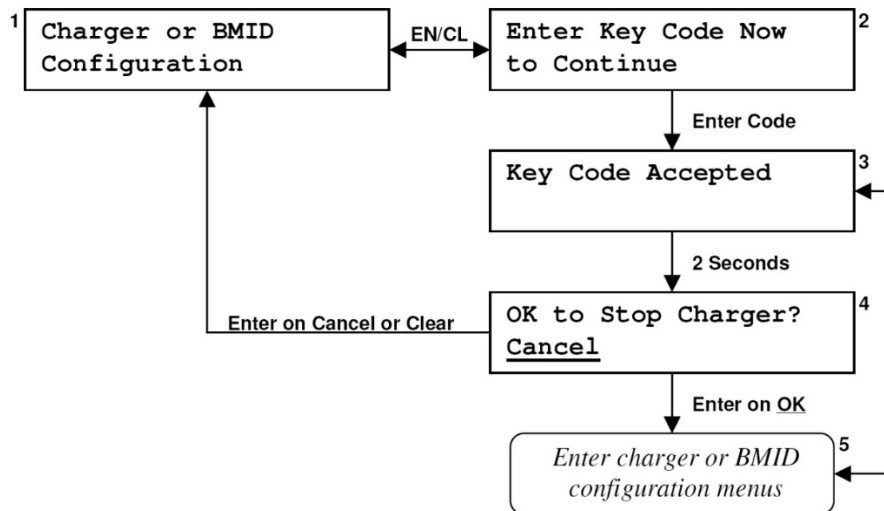 1
Charger or BMID
Configuration
EN/CL
2
Enter Key Code Now
to Continue
Enter Code
3
Key Code Accepted
2 Seconds
4
OK to Stop Charger?
Cancel
Enter on Cancel or Clear
Enter on OK
5
Enter charger or BMID
configuration menus